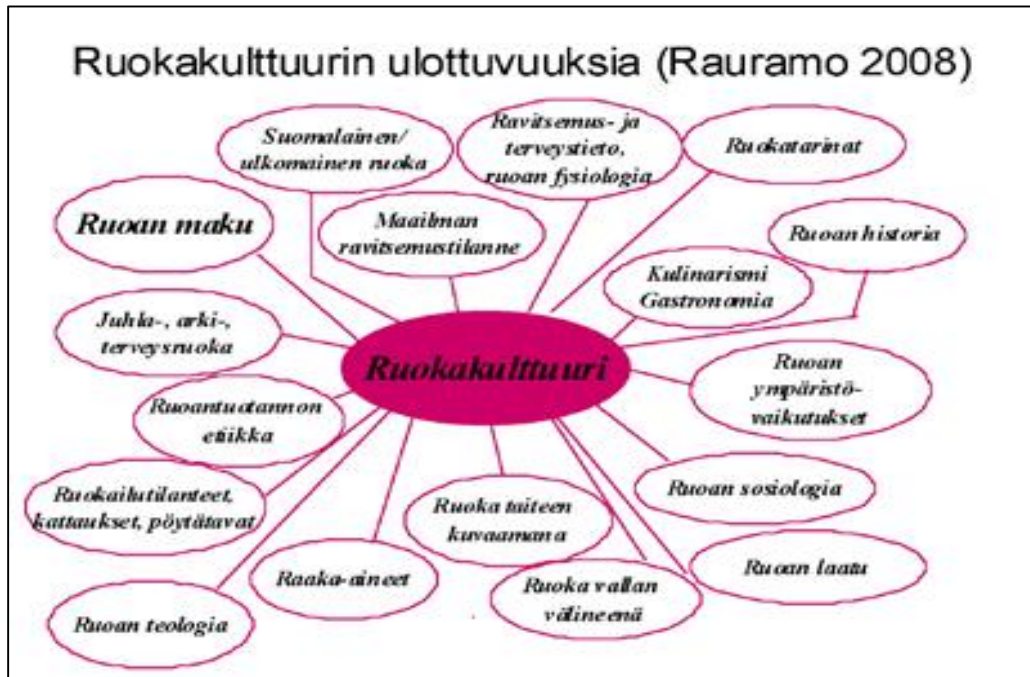 Ruokakulttuurin ulottuvuuksia (Rauramo 2008)
Suomalainen/
ulkomainen ruoka
Ravitsemus- ja
terveystieto,
ruoan fysiologia
Ruokatarinat
Ruoan maku
Maailman
ravitsemustilanne
Ruoan historia
Kulinarismi
Gastronomia
Juhla-, arki-,
terveysruoka
Ruokakulttuuri
Ruoan
ympäristö-
vaikutukset
Ruoantuotannon
etiikka
Ruokailutilanteet,
kattaukset, pöytätavat
Ruoka taiteen
kuvaamana
Ruoan sosiologia
Raaka-aineet
Ruoka vallan
välineenä
Ruoan laatu
Ruoan teologia